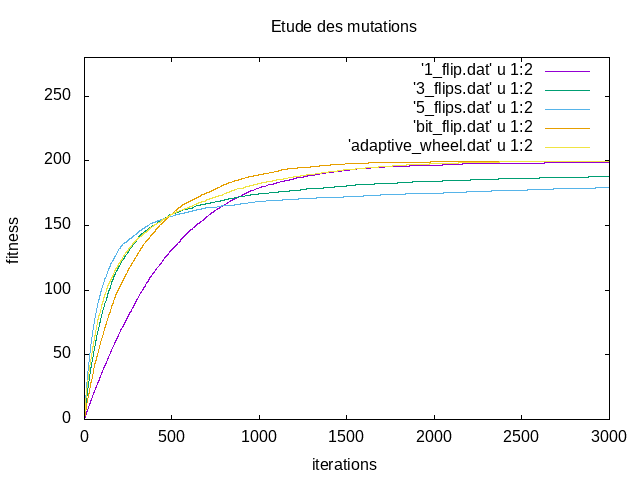 Etude des mutations
'1_flip.dat' u 1:2
'3_flips.dat' u 1:2
'5_flips.dat' u 1:2
'bit_flip.dat' u 1:2
'adaptive_wheel.dat' u 1:2
fitness
250
200
150
100
50
0
0 500 1000 1500 2000 2500 3000
iterations